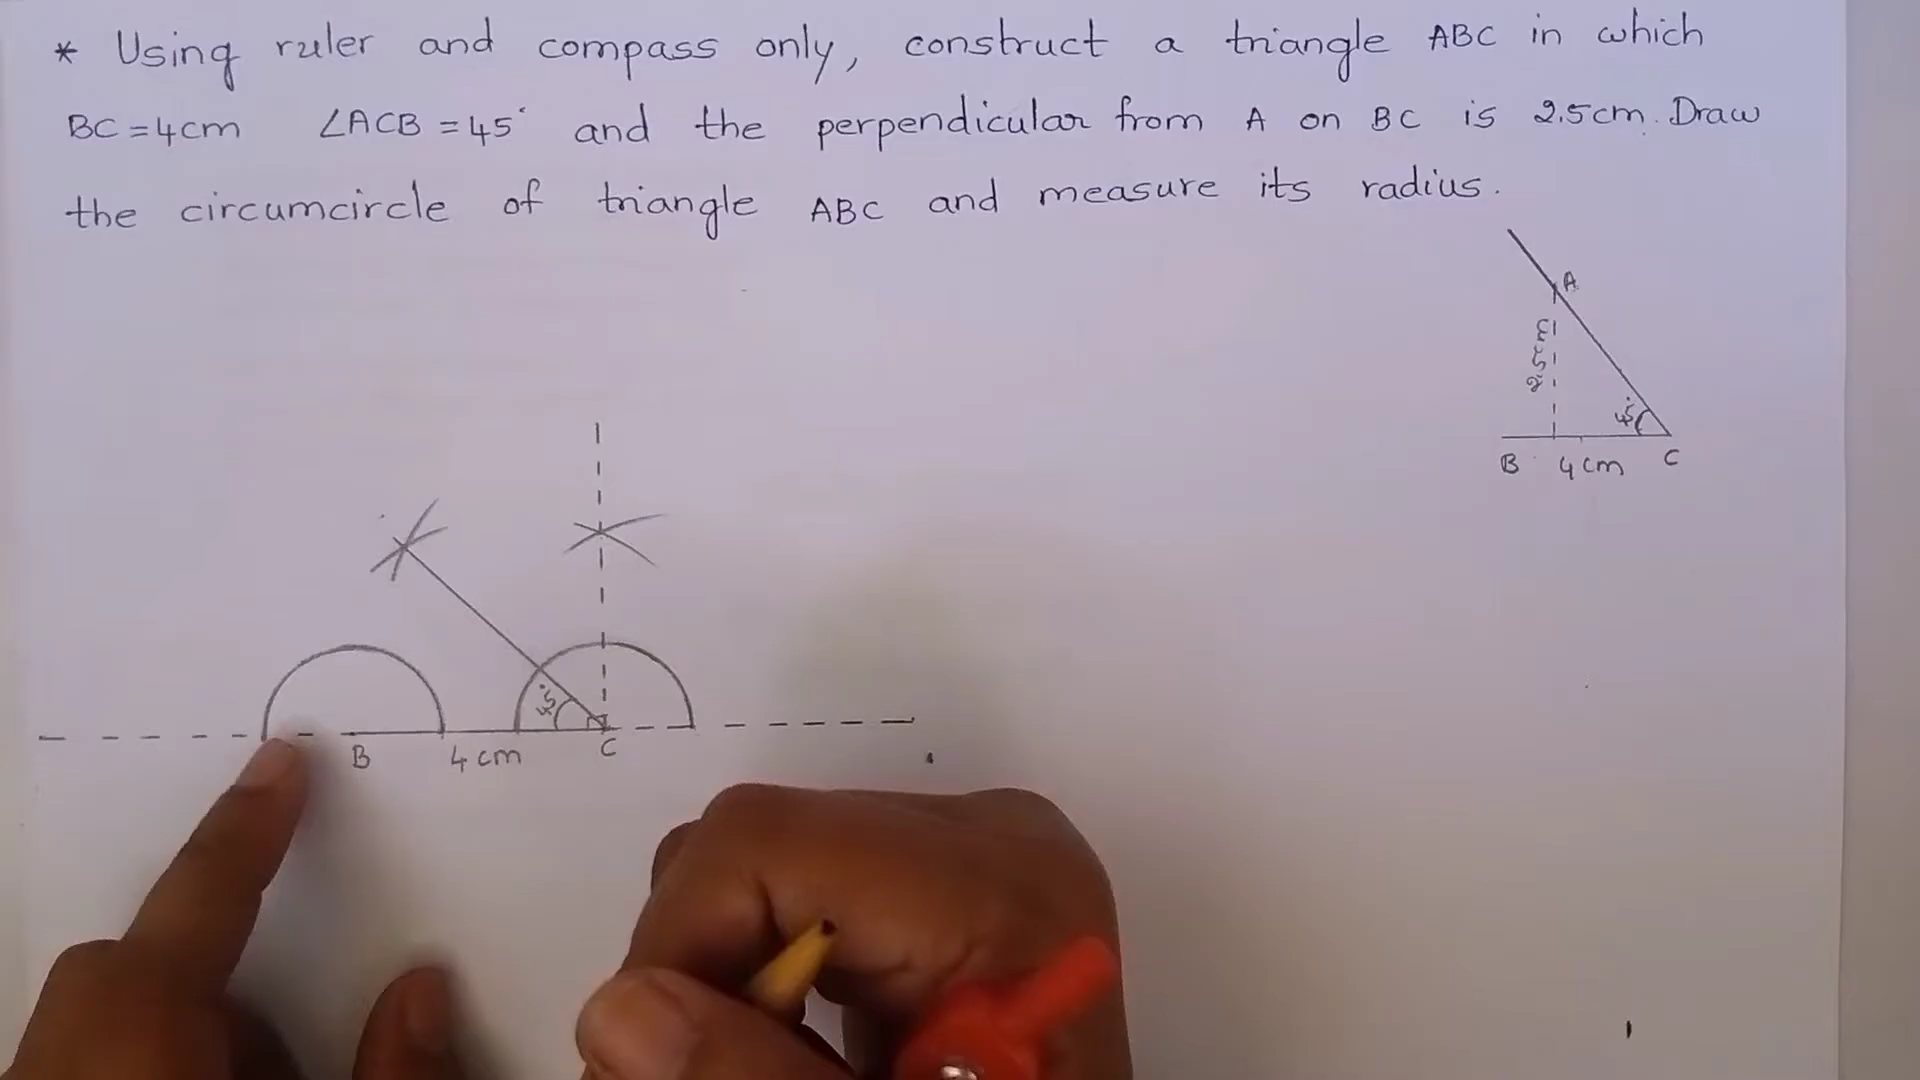 * Using ruler and compass only, construct a triangle ABC in which
BC = 4cm ∠ACB = 45° and the perpendicular from A on BC is 2.5cm. Draw
the circumcircle of triangle ABC and measure its radius.
A
2.5cm
45°
B 4cm C
45°
B 4cm C